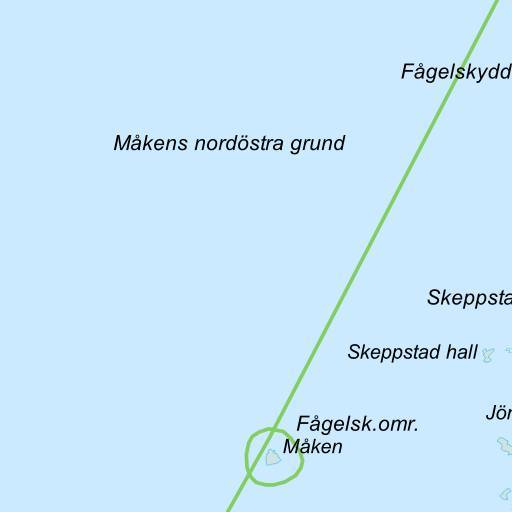 Fågelskydd
Måkens nordöstra grund
Skeppsta
Skeppstad hall
Jör
Fågelsk.omr.
Måken